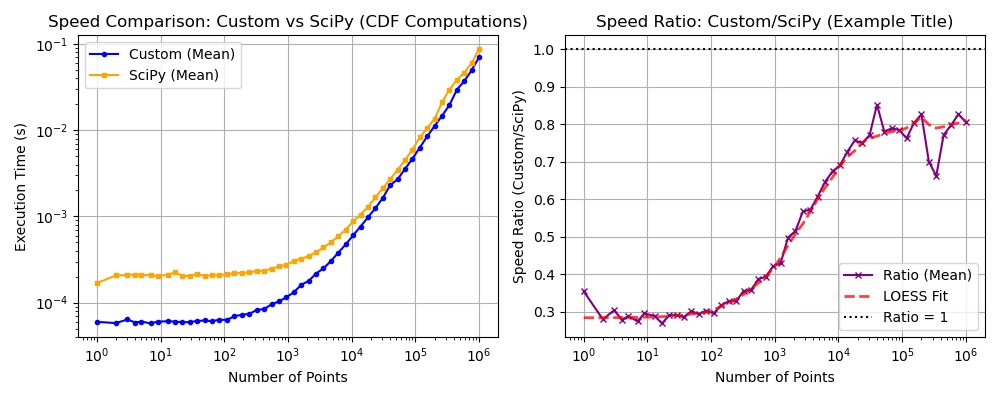 Speed Comparison: Custom vs SciPy (CDF Computations)
Execution Time (s)
10⁻¹
10⁻²
10⁻³
10⁻⁴
Custom (Mean)
SciPy (Mean)
10⁰ 10¹ 10² 10³ 10⁴ 10⁵ 10⁶
Number of Points
Speed Ratio: Custom/SciPy (Example Title)
Speed Ratio (Custom/SciPy)
1.0
0.9
0.8
0.7
0.6
0.5
0.4
0.3
Ratio (Mean)
LOESS Fit
Ratio = 1
10⁰ 10¹ 10² 10³ 10⁴ 10⁵ 10⁶
Number of Points